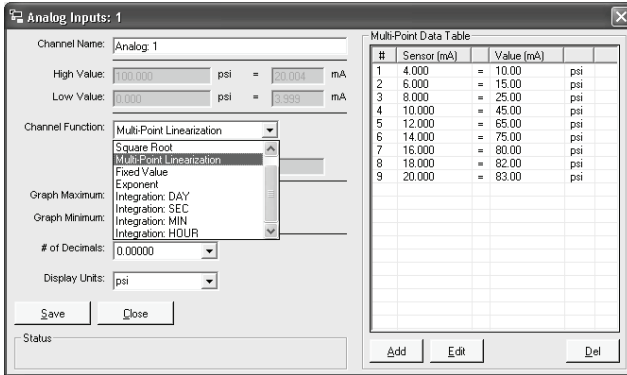 Analog Inputs: 1
Channel Name: Analog: 1
High Value: 100.000 psi = 20.004 mA
Low Value: 0.000 psi = 3.999 mA
Channel Function: Multi-Point Linearization
Square Root
Multi-Point Linearization
Fixed Value
Exponent
Integration: DAY
Integration: SEC
Integration: MIN
Integration: HOUR
Graph Maximum:
Graph Minimum:
# of Decimals: 0.00000
Display Units: psi
Save Close
Status
Multi-Point Data Table
# Sensor (mA) Value (mA)
1 4.000 = 10.00 psi
2 6.000 = 15.00 psi
3 8.000 = 25.00 psi
4 10.000 = 45.00 psi
5 12.000 = 65.00 psi
6 14.000 = 75.00 psi
7 16.000 = 80.00 psi
8 18.000 = 82.00 psi
9 20.000 = 83.00 psi
Add Edit Del